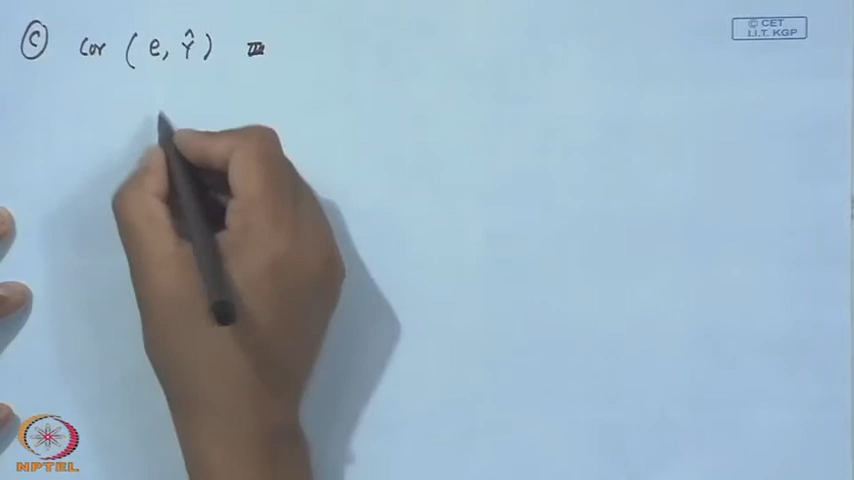 ⓒ Cor (e, Ŷ) =
© CET
I.I.T. KGP
NPTEL